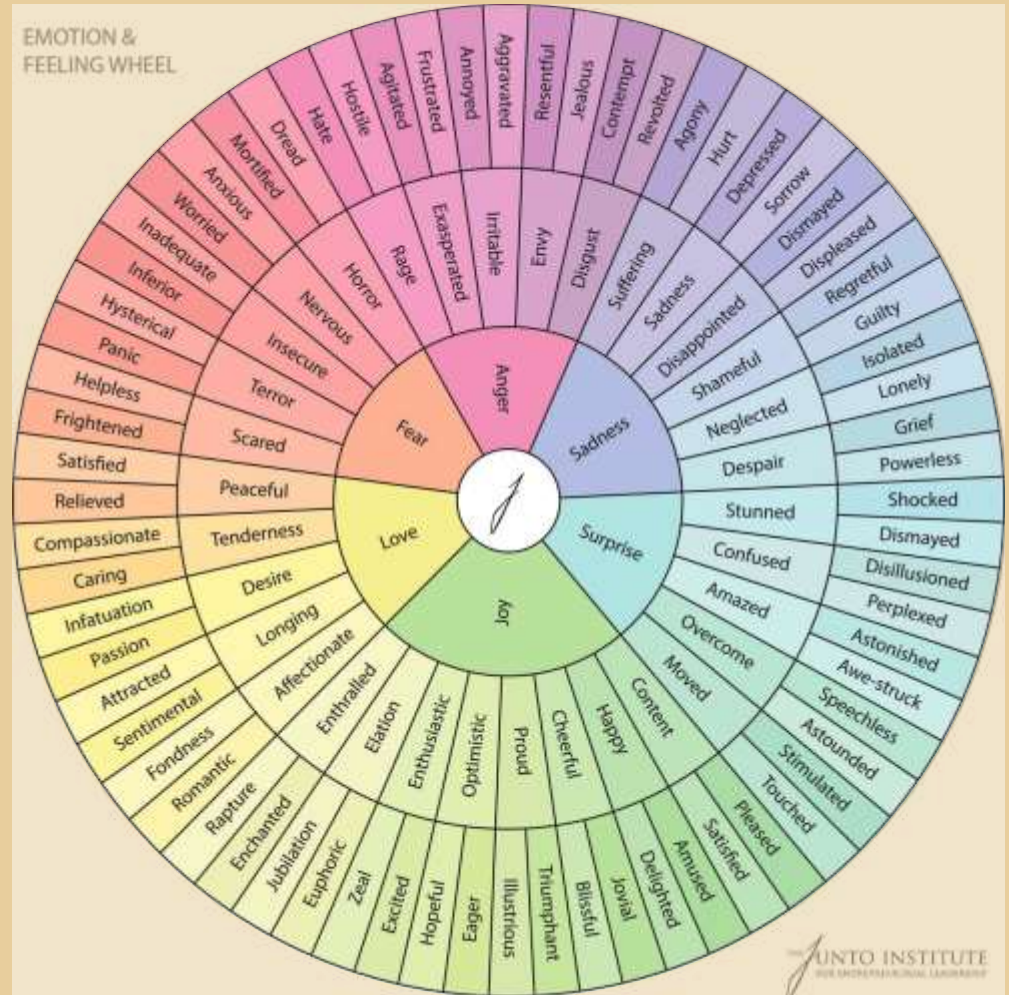 EMOTION &
FEELING WHEEL
Anger
Sadness
Surprise
Joy
Love
Fear
Rage
Exasperated
Irritable
Envy
Disgust
Suffering
Sadness
Disappointed
Shameful
Neglected
Despair
Stunned
Confused
Amazed
Overcome
Moved
Content
Happy
Cheerful
Proud
Optimistic
Enthusiastic
Elation
Enthralled
Affectionate
Longing
Desire
Tenderness
Peaceful
Scared
Terror
Insecure
Nervous
Horror
Hate
Hostile
Agitated
Frustrated
Annoyed
Aggravated
Resentful
Jealous
Contempt
Revolted
Agony
Hurt
Depressed
Sorrow
Dismayed
Displeased
Regretful
Guilty
Isolated
Lonely
Grief
Powerless
Shocked
Dismayed
Disillusioned
Perplexed
Astonished
Awe-struck
Speechless
Astounded
Stimulated
Touched
Pleased
Satisfied
Amused
Delighted
Jovial
Blissful
Triumphant
Illustrious
Eager
Hopeful
Excited
Zeal
Euphoric
Jubilation
Enchanted
Rapture
Romantic
Fondness
Sentimental
Attracted
Passion
Infatuation
Caring
Compassionate
Relieved
Satisfied
Frightened
Helpless
Panic
Hysterical
Inferior
Inadequate
Worried
Anxious
Mortified
Dread
J
THE JUNTO INSTITUTE
FOR ENTREPRENEURIAL LEADERSHIP